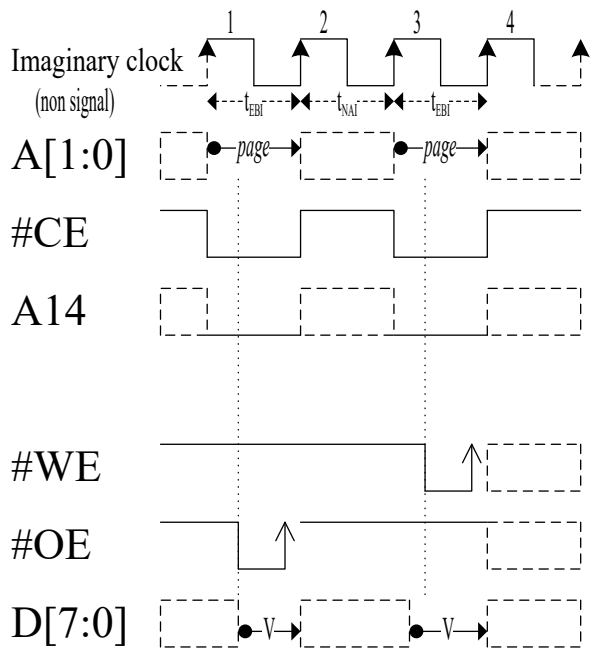 1 2 3 4
Imaginary clock
(non signal)
tEBI tNAI tEBI
A[1:0] page page
#CE
A14
#WE
#OE
D[7:0] V V